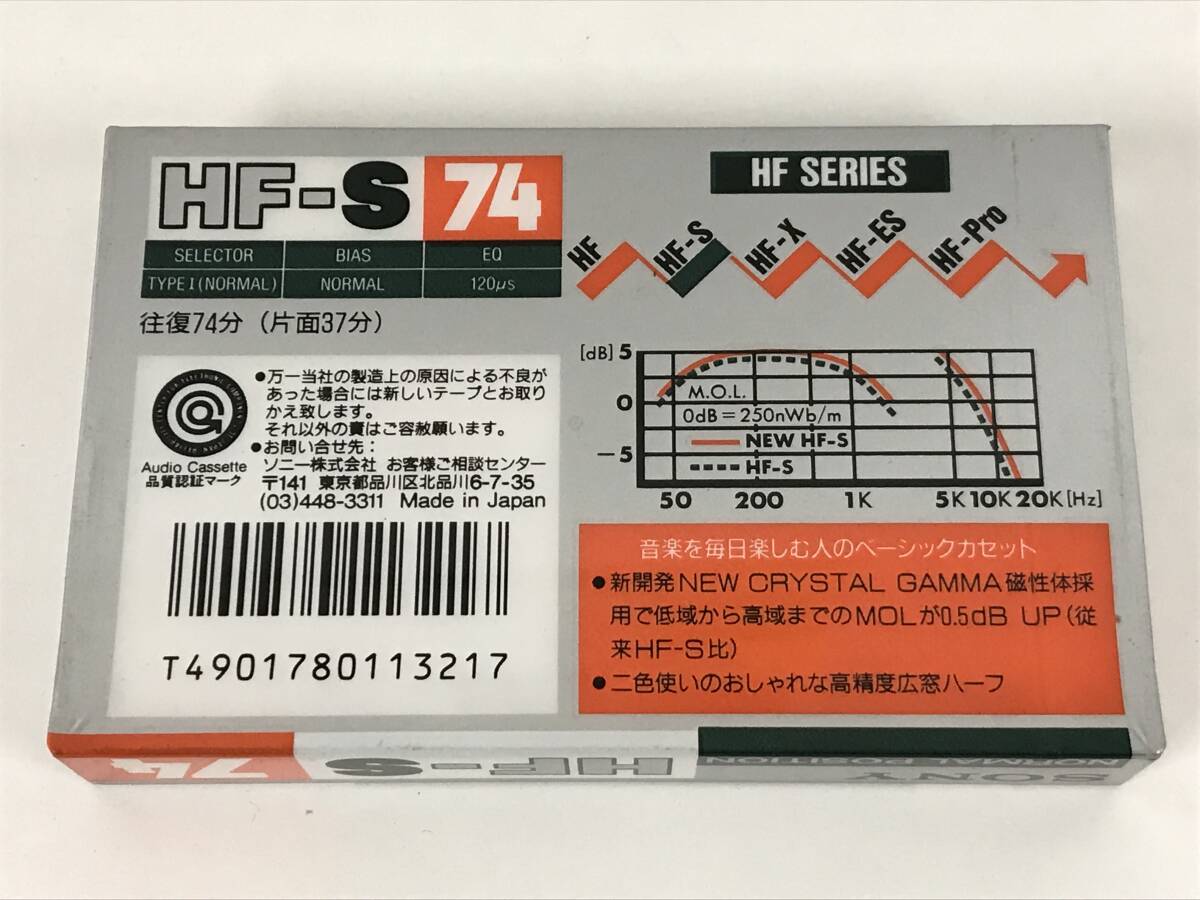 HF-S 74
SELECTOR BIAS EQ
TYPE I (NORMAL) NORMAL 120μs
往復74分（片面37分）
Audio Cassette
品質認証マーク
●万一当社の製造上の原因による不良が
あった場合には新しいテープとお取り
かえ致します。
それ以外の責はご容赦願います。
●お問い合せ先：
ソニー株式会社 お客様ご相談センター
〒141 東京都品川区北品川6-7-35
(03)448-3311 Made in Japan
T4901780113217
HF SERIES
HF HF-S HF-X HF-ES HF-Pro
[dB] 5
0
-5
M.O.L.
0dB=250nWb/m
NEW HF-S
HF-S
50 200 1K 5K 10K 20K [Hz]
音楽を毎日楽しむ人のベーシックカセット
●新開発NEW CRYSTAL GAMMA磁性体採
用で低域から高域までのMOLが0.5dB UP（従
来HF-S比）
●二色使いのおしゃれな高精度広窓ハーフ
SONY
NORMAL POSITION
HF-S
74